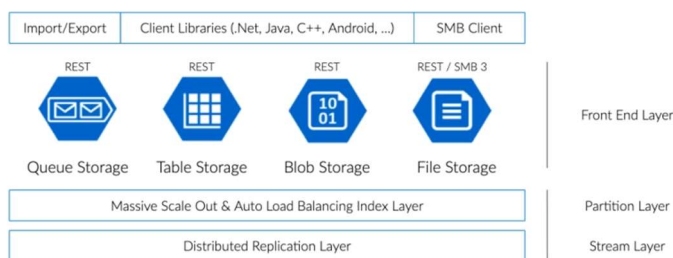 Import/Export
Client Libraries (.Net, Java, C++, Android, ...)
SMB Client
REST
REST
REST
REST / SMB 3
10
01
Queue Storage
Table Storage
Blob Storage
File Storage
Front End Layer
Massive Scale Out & Auto Load Balancing Index Layer
Partition Layer
Distributed Replication Layer
Stream Layer